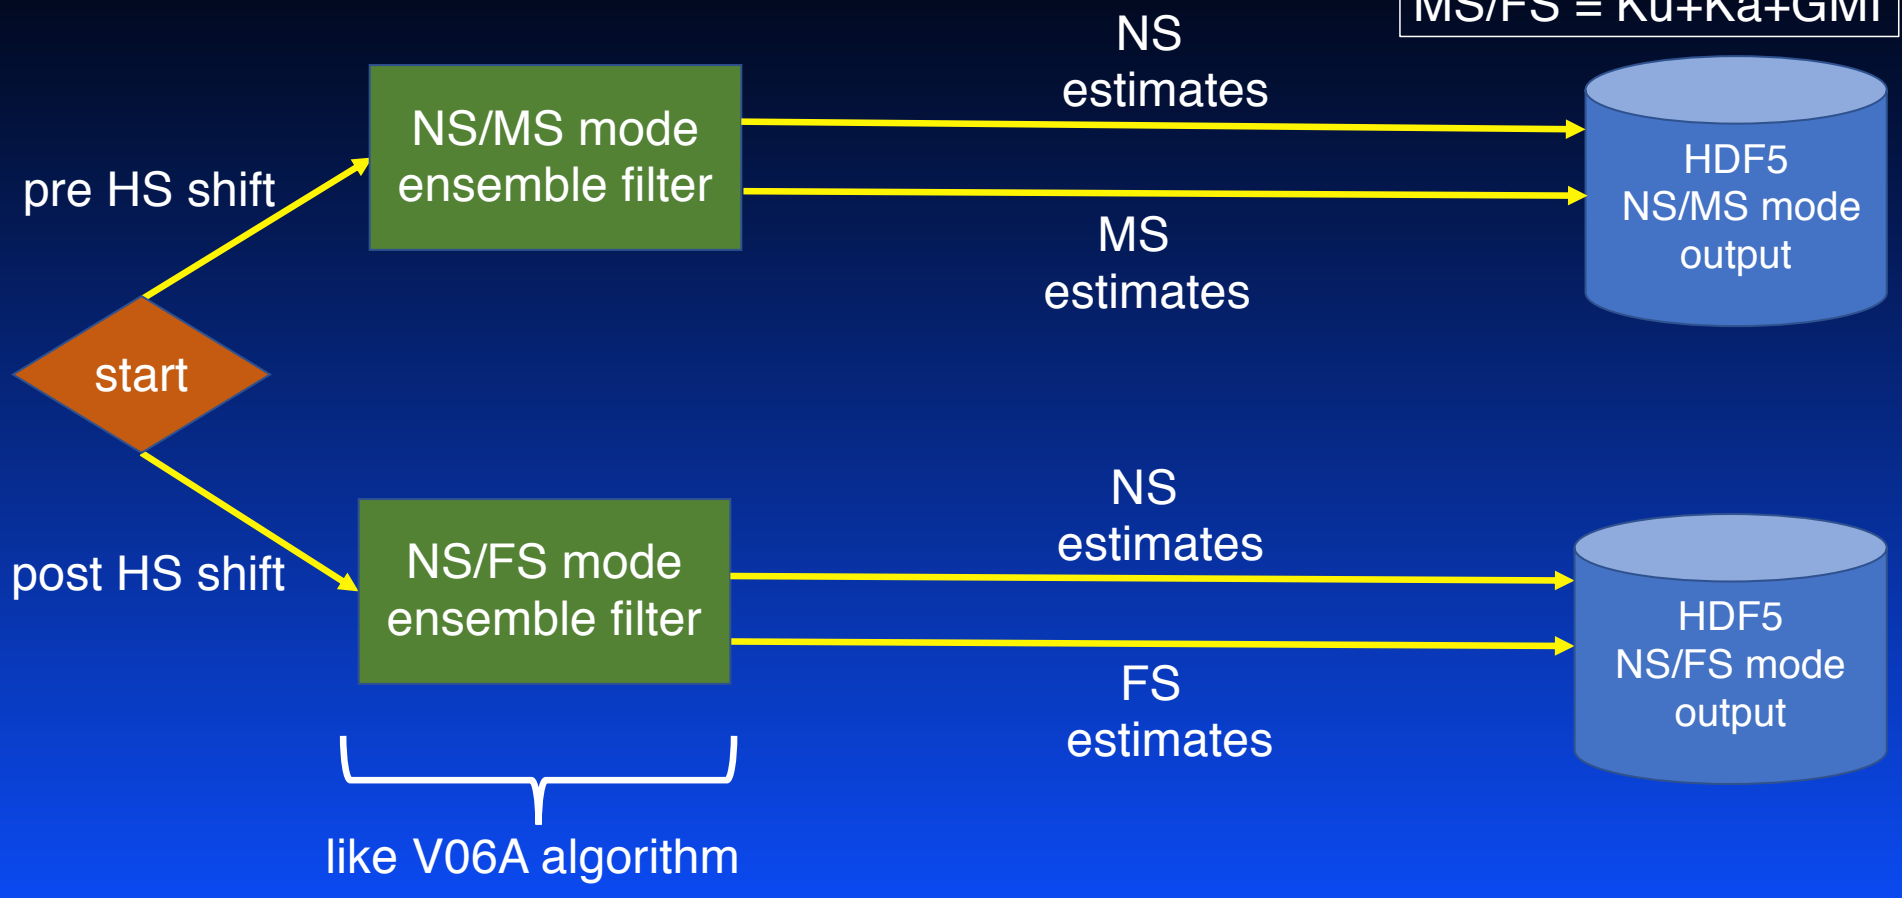 MS/FS = Ku+Ka+GMI
NS
estimates
NS/MS mode
ensemble filter
pre HS shift
HDF5
NS/MS mode
output
MS
estimates
start
NS
estimates
post HS shift
NS/FS mode
ensemble filter
HDF5
NS/FS mode
output
FS
estimates
like V06A algorithm